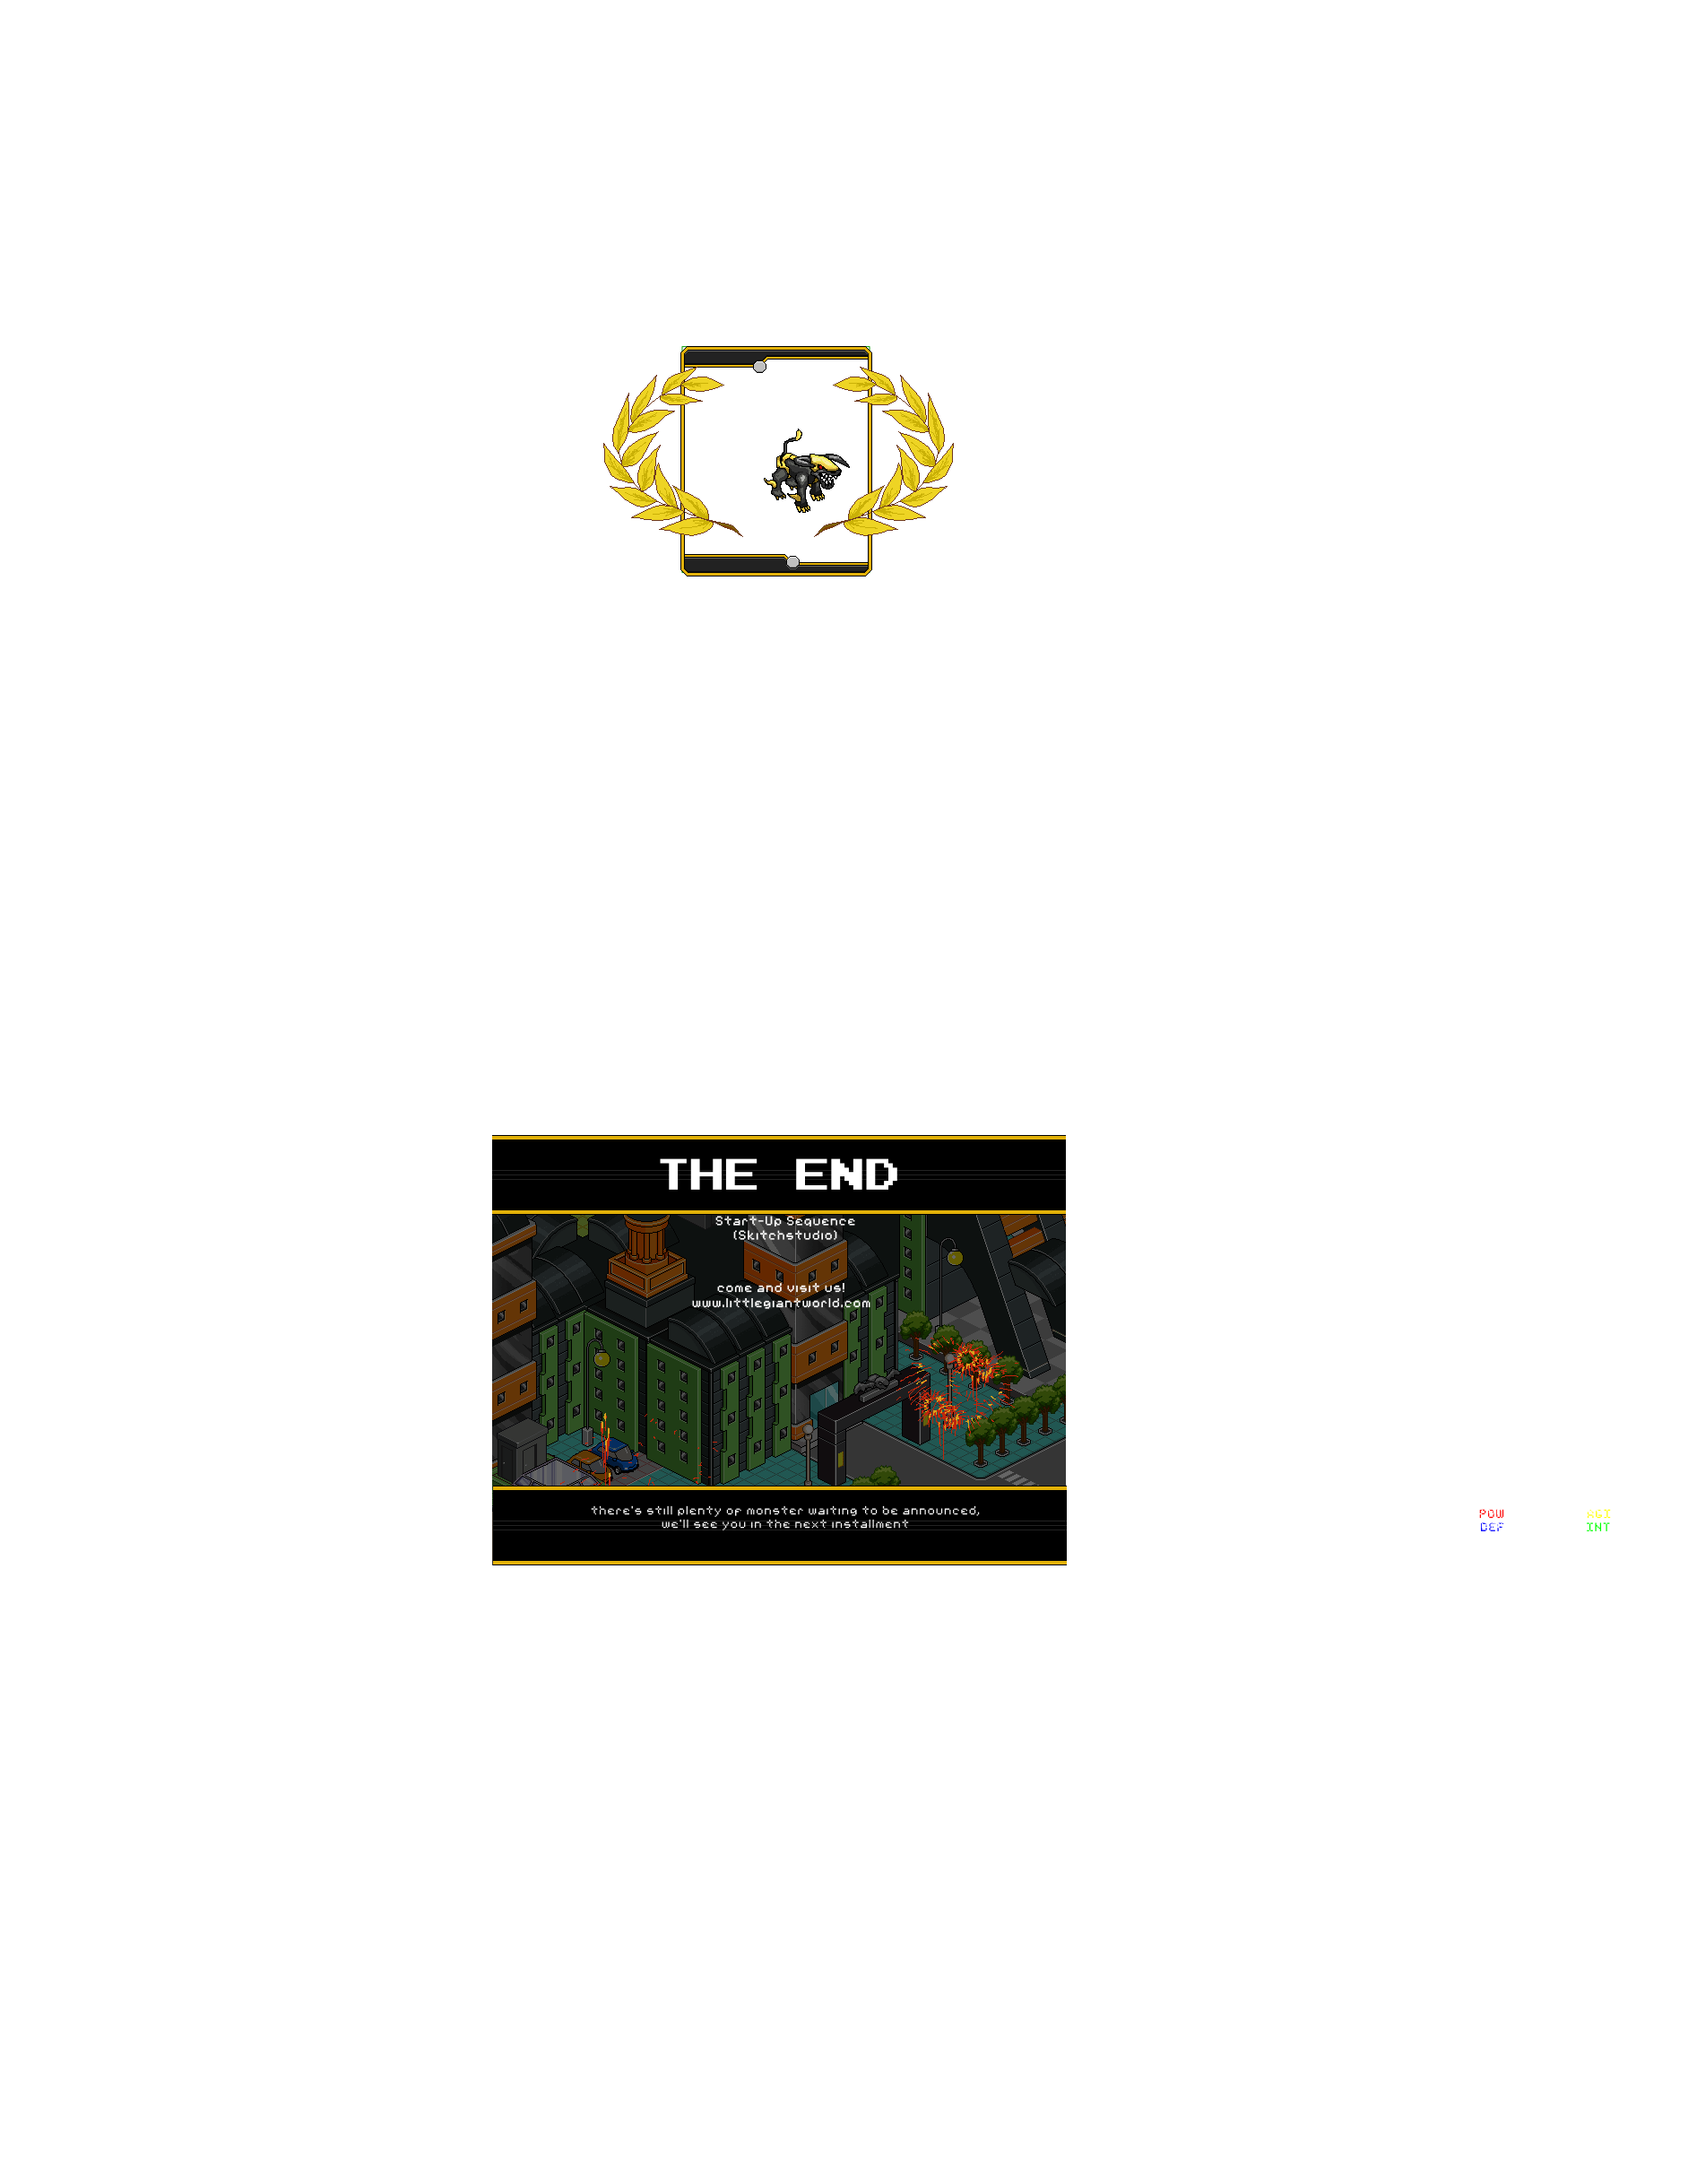 THE END
Start-Up Sequence
(Skitchstudio)
come and visit us!
www.littlegiantworld.com
there's still plenty of monster waiting to be announced,
we'll see you in the next installment
POW AGI
DEF INT